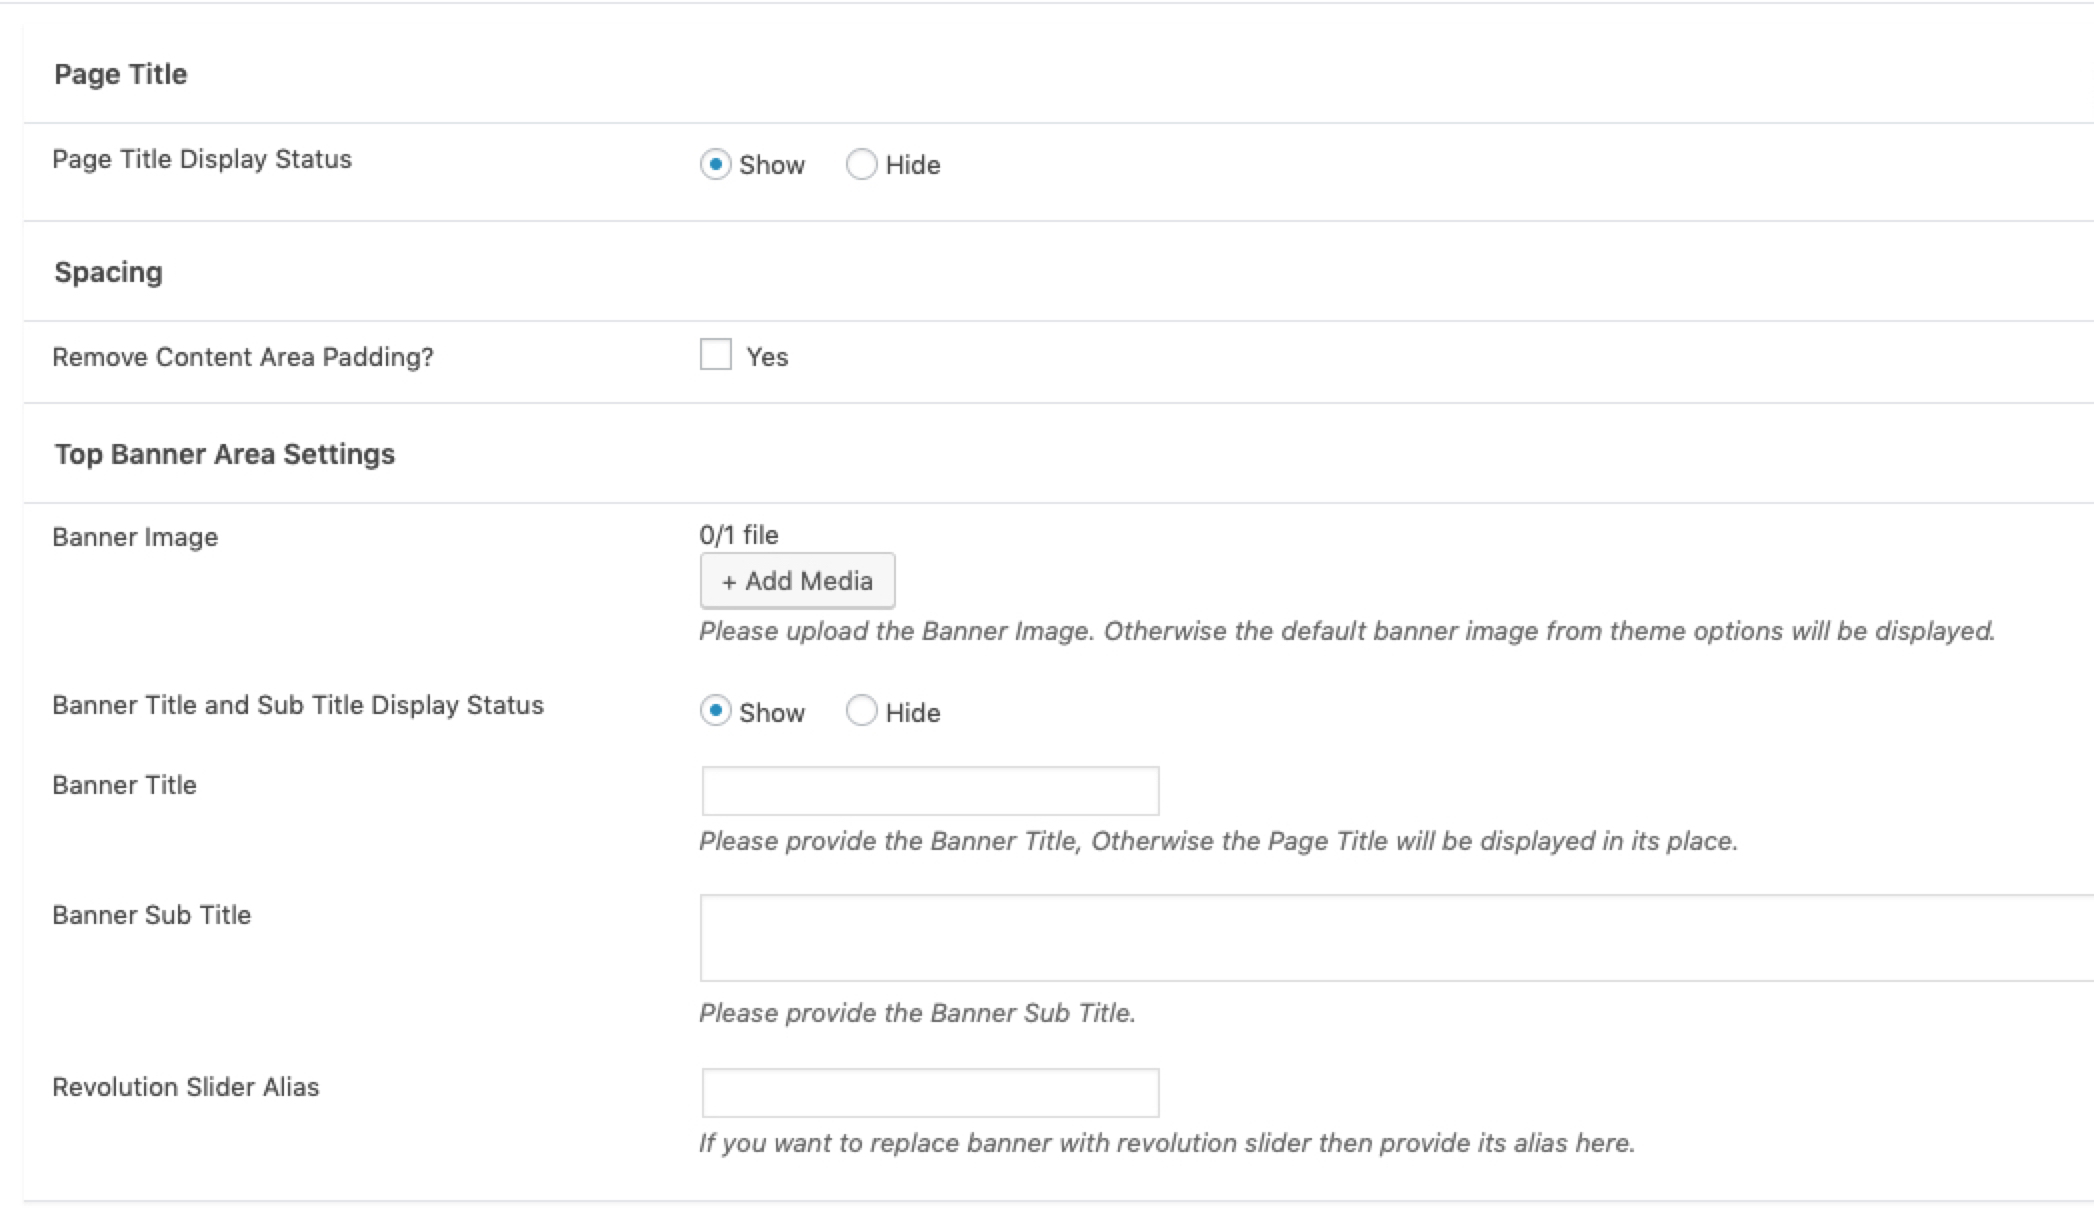 Page Title
Page Title Display Status
Show Hide
Spacing
Remove Content Area Padding?
Yes
Top Banner Area Settings
Banner Image
0/1 file
+ Add Media
Please upload the Banner Image. Otherwise the default banner image from theme options will be displayed.
Banner Title and Sub Title Display Status
Show Hide
Banner Title
Please provide the Banner Title, Otherwise the Page Title will be displayed in its place.
Banner Sub Title
Please provide the Banner Sub Title.
Revolution Slider Alias
If you want to replace banner with revolution slider then provide its alias here.